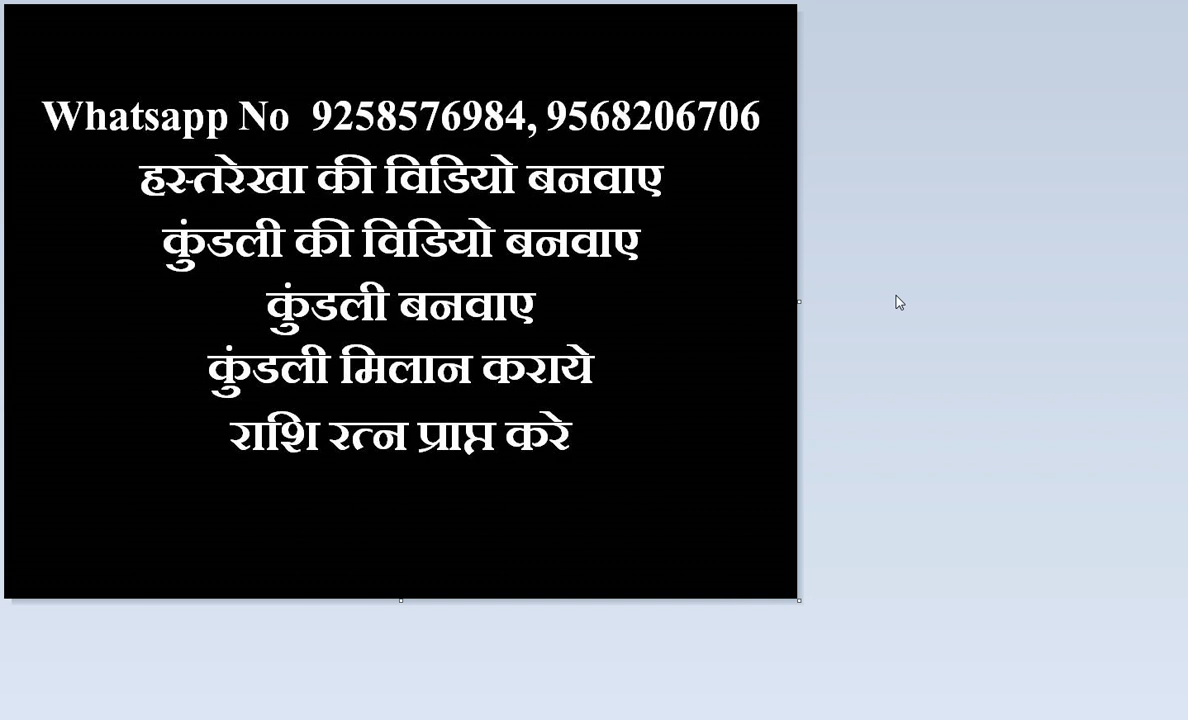 Whatsapp No 9258576984, 9568206706
हस्तरेखा की विडियो बनवाए
कुंडली की विडियो बनवाए
कुंडली बनवाए
कुंडली मिलान कराये
राशि रत्न प्राप्त करे